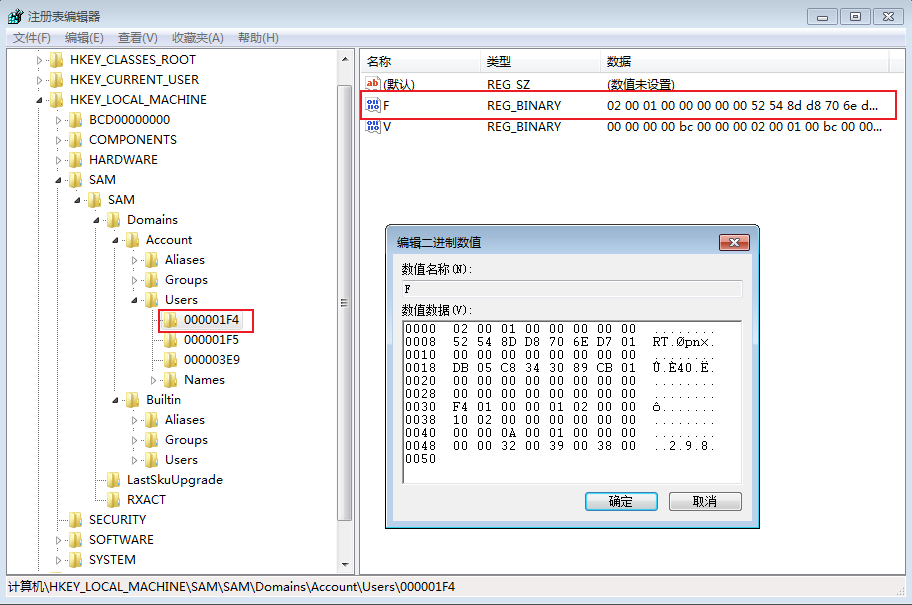 注册表编辑器
文件(F) 编辑(E) 查看(V) 收藏夹(A) 帮助(H)
HKEY_CLASSES_ROOT
HKEY_CURRENT_USER
HKEY_LOCAL_MACHINE
BCD00000000
COMPONENTS
HARDWARE
SAM
SAM
Domains
Account
Aliases
Groups
Users
000001F4
000001F5
000003E9
Names
Builtin
Aliases
Groups
Users
LastSkuUpgrade
RXACT
SECURITY
SOFTWARE
SYSTEM
名称 类型 数据
(默认) REG_SZ (数值未设置)
F REG_BINARY 02 00 01 00 00 00 00 00 52 54 8d d8 70 6e d...
V REG_BINARY 00 00 00 00 bc 00 00 00 02 00 01 00 bc 00 00...
编辑二进制数值
数值名称(N):
F
数值数据(V):
0000 02 00 01 00 00 00 00 00 ........
0008 52 54 8D D8 70 6E D7 01 RT.Øpn×.
0010 00 00 00 00 00 00 00 00 ........
0018 DB 05 C8 34 30 89 CB 01 Û.È40.Ë.
0020 00 00 00 00 00 00 00 00 ........
0028 00 00 00 00 00 00 00 00 ........
0030 F4 01 00 00 01 02 00 00 ô.......
0038 10 02 00 00 00 00 00 00 ........
0040 00 00 0A 00 01 00 00 00 ........
0048 00 00 32 00 39 00 38 00 ..2.9.8.
0050
确定 取消
计算机\HKEY_LOCAL_MACHINE\SAM\SAM\Domains\Account\Users\000001F4